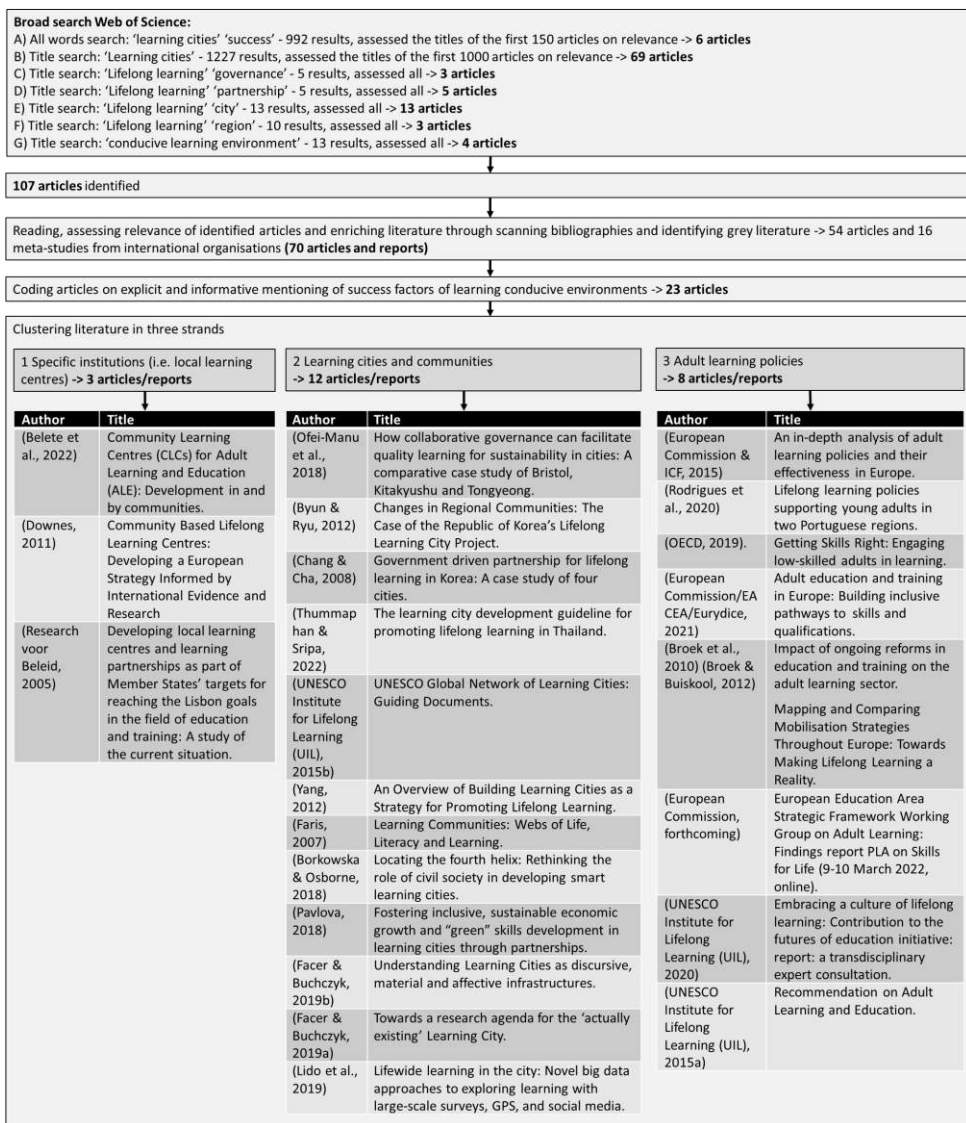 Broad search Web of Science:
A) All words search: ‘learning cities’ ‘success’ - 992 results, assessed the titles of the first 150 articles on relevance -> 6 articles
B) Title search: ‘Learning cities’ - 1227 results, assessed the titles of the first 1000 articles on relevance -> 69 articles
C) Title search: ‘Lifelong learning’ ‘governance’ - 5 results, assessed all -> 3 articles
D) Title search: ‘Lifelong learning’ ‘partnership’ - 5 results, assessed all -> 5 articles
E) Title search: ‘Lifelong learning’ ‘city’ - 13 results, assessed all -> 13 articles
F) Title search: ‘Lifelong learning’ ‘region’ - 10 results, assessed all -> 3 articles
G) Title search: ‘conducive learning environment’ - 13 results, assessed all -> 4 articles
107 articles identified
Reading, assessing relevance of identified articles and enriching literature through scanning bibliographies and identifying grey literature -> 54 articles and 16
meta-studies from international organisations (70 articles and reports)
Coding articles on explicit and informative mentioning of success factors of learning conducive environments -> 23 articles
Clustering literature in three strands
1 Specific institutions (i.e. local learning
centres) -> 3 articles/reports
Author Title
(Belete et Community Learning
al., 2022) Centres (CLCs) for Adult
Learning and Education
(ALE): Development in and
by communities.
(Downes, Community Based Lifelong
2011) Learning Centres:
Developing a European
Strategy Informed by
International Evidence and
Research
(Research Developing local learning
voor centres and learning
Beleid, partnerships as part of
2005) Member States’ targets for
reaching the Lisbon goals
in the field of education
and training: A study of
the current situation.
2 Learning cities and communities
-> 12 articles/reports
Author Title
(Ofei-Manu How collaborative governance can facilitate
et al., quality learning for sustainability in cities: A
2018) comparative case study of Bristol,
Kitakyushu and Tongyeong.
(Byun & Changes in Regional Communities: The
Ryu, 2012) Case of the Republic of Korea’s Lifelong
Learning City Project.
(Chang & Government driven partnership for lifelong
Cha, 2008) learning in Korea: A case study of four
cities.
(Thummap The learning city development guideline for
han & promoting lifelong learning in Thailand.
Sripa,
2022)
(UNESCO UNESCO Global Network of Learning Cities:
Institute Guiding Documents.
for Lifelong
Learning
(UIL),
2015b)
(Yang, An Overview of Building Learning Cities as a
2012) Strategy for Promoting Lifelong Learning.
(Faris, Learning Communities: Webs of Life,
2007) Literacy and Learning.
(Borkowska Locating the fourth helix: Rethinking the
& Osborne, role of civil society in developing smart
2018) learning cities.
(Pavlova, Fostering inclusive, sustainable economic
2018) growth and “green” skills development in
learning cities through partnerships.
(Facer & Understanding Learning Cities as discursive,
Buchczyk, material and affective infrastructures.
2019b)
(Facer & Towards a research agenda for the ‘actually
Buchczyk, existing’ Learning City.
2019a)
(Lido et al., Lifewide learning in the city: Novel big data
2019) approaches to exploring learning with
large-scale surveys, GPS, and social media.
3 Adult learning policies
-> 8 articles/reports
Author Title
(European An in-depth analysis of adult
Commission & learning policies and their
ICF, 2015) effectiveness in Europe.
(Rodrigues et Lifelong learning policies
al., 2020) supporting young adults in
two Portuguese regions.
(OECD, 2019). Getting Skills Right: Engaging
low-skilled adults in learning.
(European Adult education and training
Commission/EA in Europe: Building inclusive
CEA/Eurydice, pathways to skills and
2021) qualifications.
(Broek et al., Impact of ongoing reforms in
2010) (Broek & education and training on the
Buiskool, 2012) adult learning sector.
Mapping and Comparing
Mobilisation Strategies
Throughout Europe: Towards
Making Lifelong Learning a
Reality.
(European European Education Area
Commission, Strategic Framework Working
forthcoming) Group on Adult Learning:
Findings report PLA on Skills
for Life (9-10 March 2022,
online).
(UNESCO Embracing a culture of lifelong
Institute for learning: Contribution to the
Lifelong futures of education initiative:
Learning (UIL), report: a transdisciplinary
2020) expert consultation.
(UNESCO Recommendation on Adult
Institute for Learning and Education.
Lifelong
Learning (UIL),
2015a)